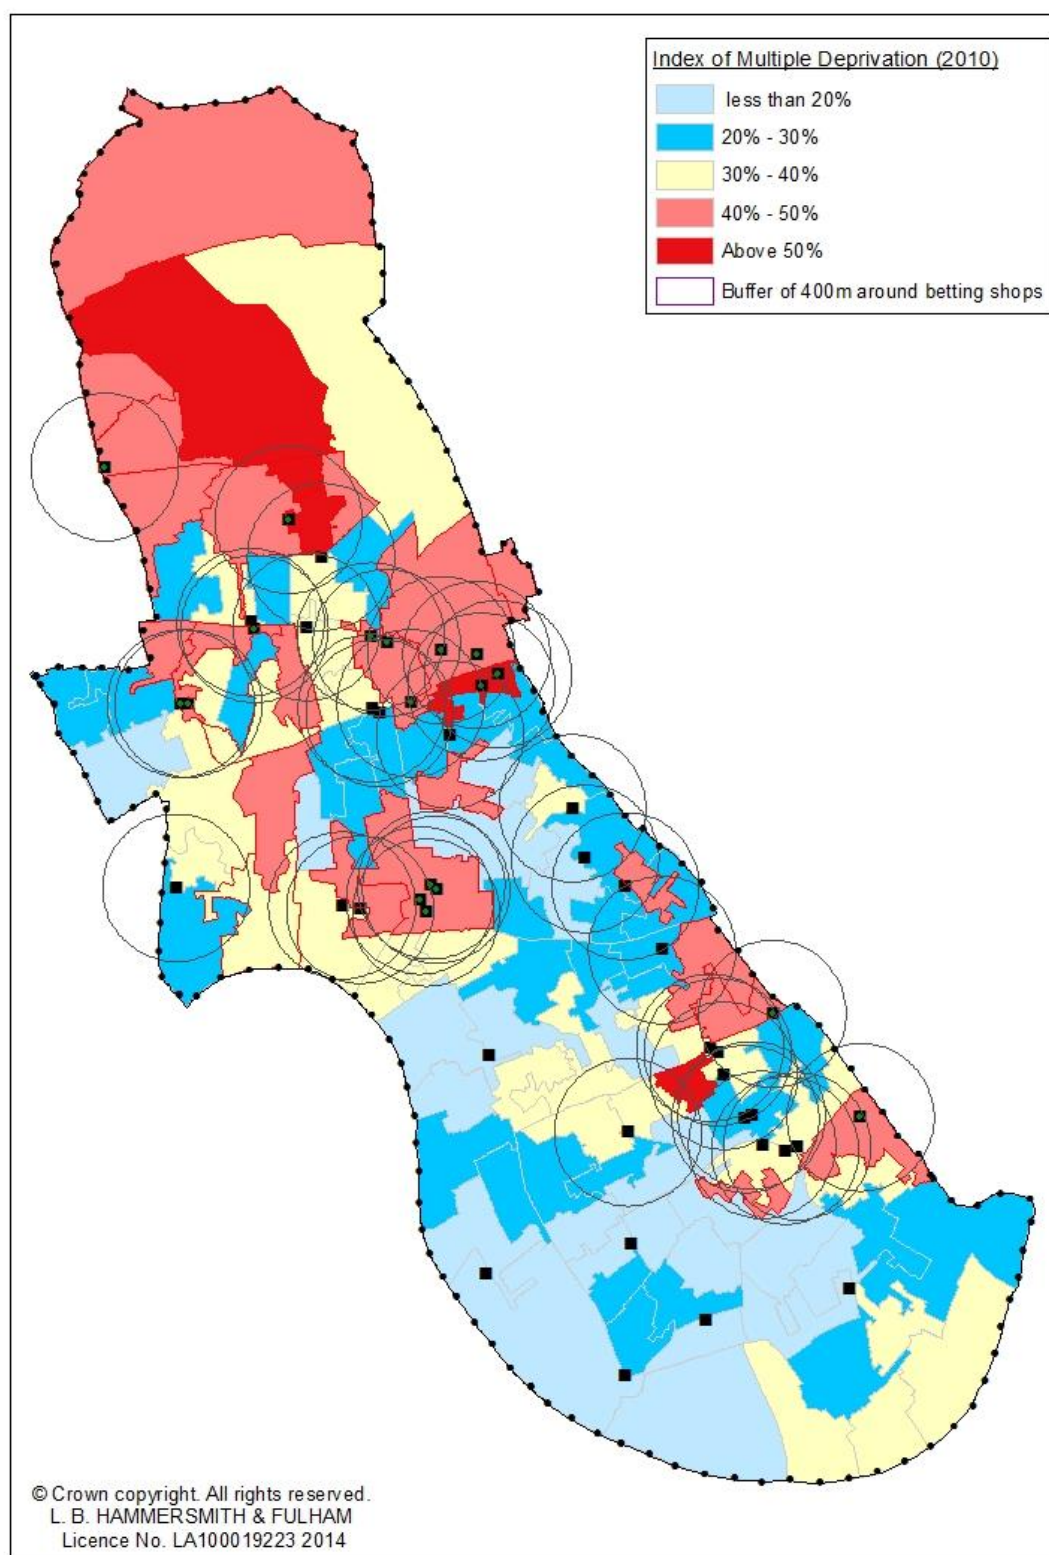 Index of Multiple Deprivation (2010)
less than 20%
20% - 30%
30% - 40%
40% - 50%
Above 50%
Buffer of 400m around betting shops
© Crown copyright. All rights reserved.
L. B. HAMMERSMITH & FULHAM
Licence No. LA100019223 2014